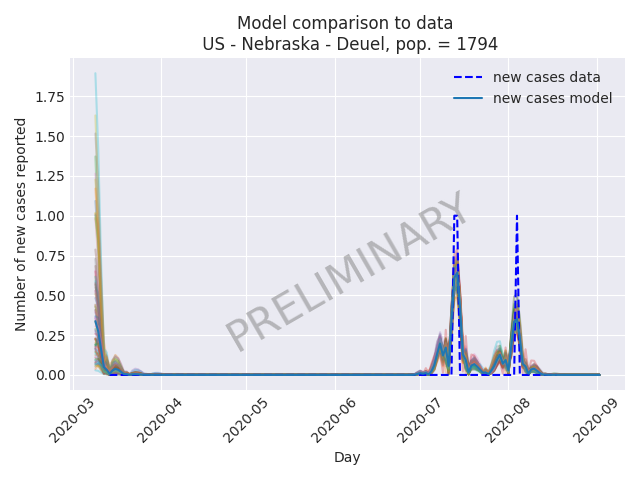 Model comparison to data
US - Nebraska - Deuel, pop. = 1794
new cases data
new cases model
Number of new cases reported
1.75
1.50
1.25
1.00
0.75
0.50
0.25
0.00
PRELIMINARY
2020-03
2020-04
2020-05
2020-06
2020-07
2020-08
2020-09
Day